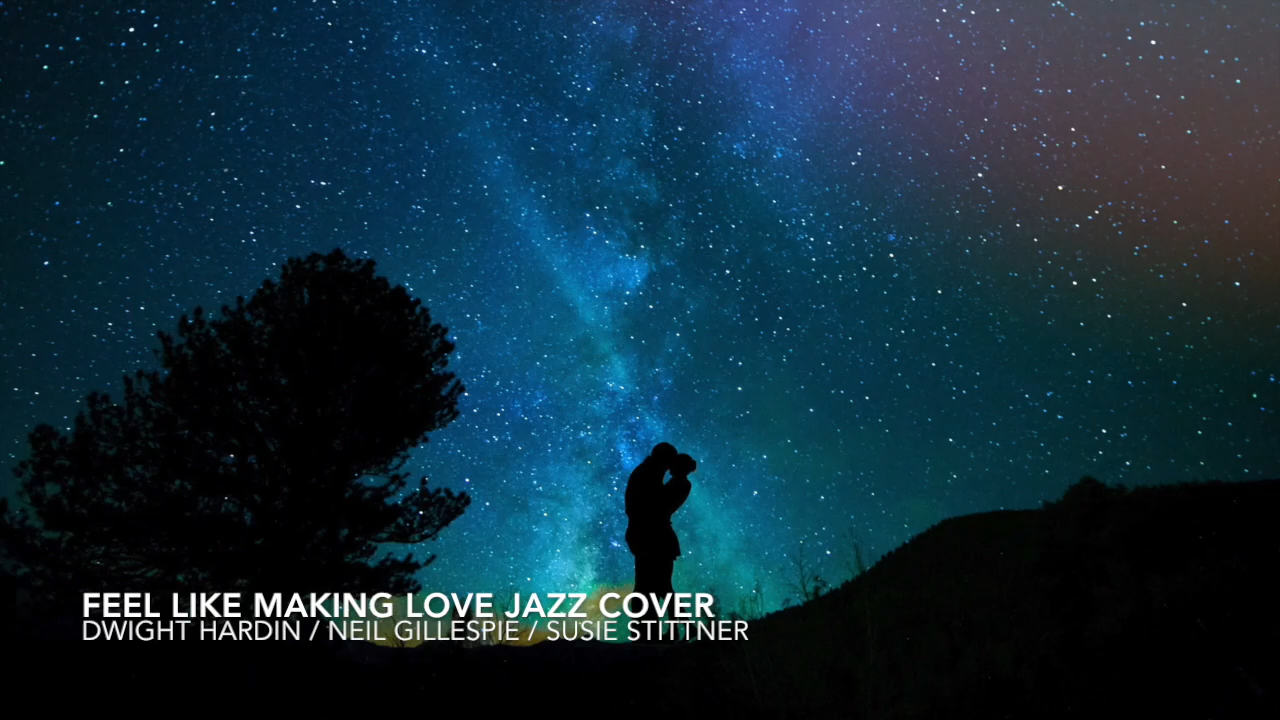 FEEL LIKE MAKING LOVE JAZZ COVER
DWIGHT HARDIN / NEIL GILLESPIE / SUSIE STITTNER